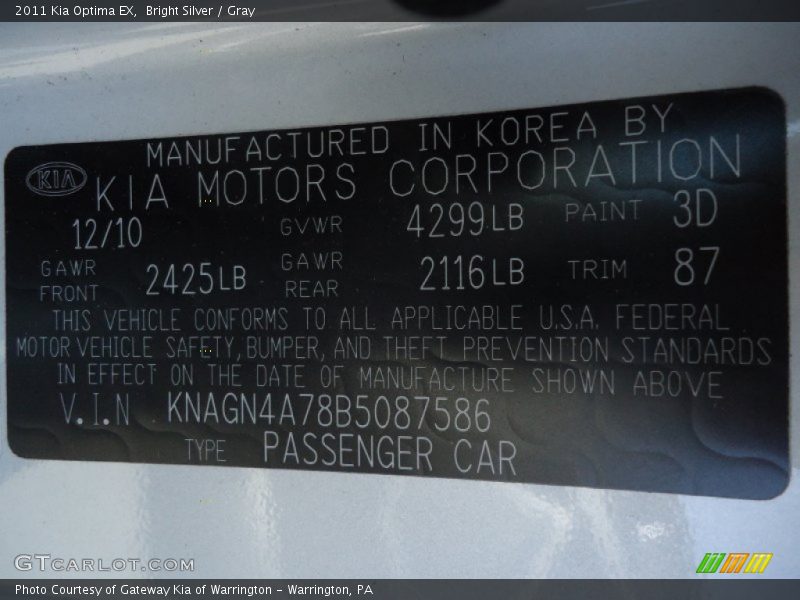 2011 Kia Optima EX, Bright Silver / Gray
MANUFACTURED IN KOREA BY
KIA KIA MOTORS CORPORATION
12/10 GVWR 4299LB PAINT 3D
GAWR FRONT 2425LB GAWR REAR 2116LB TRIM 87
THIS VEHICLE CONFORMS TO ALL APPLICABLE U.S.A. FEDERAL
MOTOR VEHICLE SAFETY, BUMPER, AND THEFT PREVENTION STANDARDS
IN EFFECT ON THE DATE OF MANUFACTURE SHOWN ABOVE
V.I.N KNAGN4A78B5087586
TYPE PASSENGER CAR
GTCARLOT.COM
Photo Courtesy of Gateway Kia of Warrington - Warrington, PA